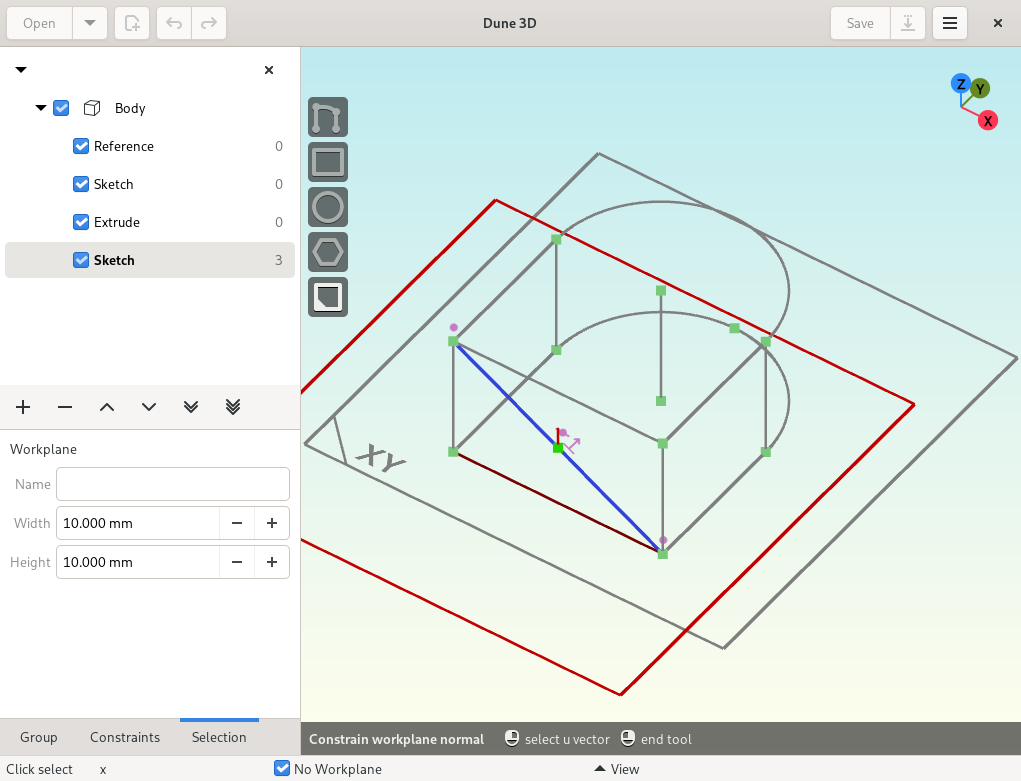 Open
Dune 3D
Save
Z
Y
X
Body
Reference 0
Sketch 0
Extrude 0
Sketch 3
XY
Workplane
Name
Width 10.000 mm
Height 10.000 mm
Group Constraints Selection
Constrain workplane normal select u vector end tool
Click select x No Workplane View